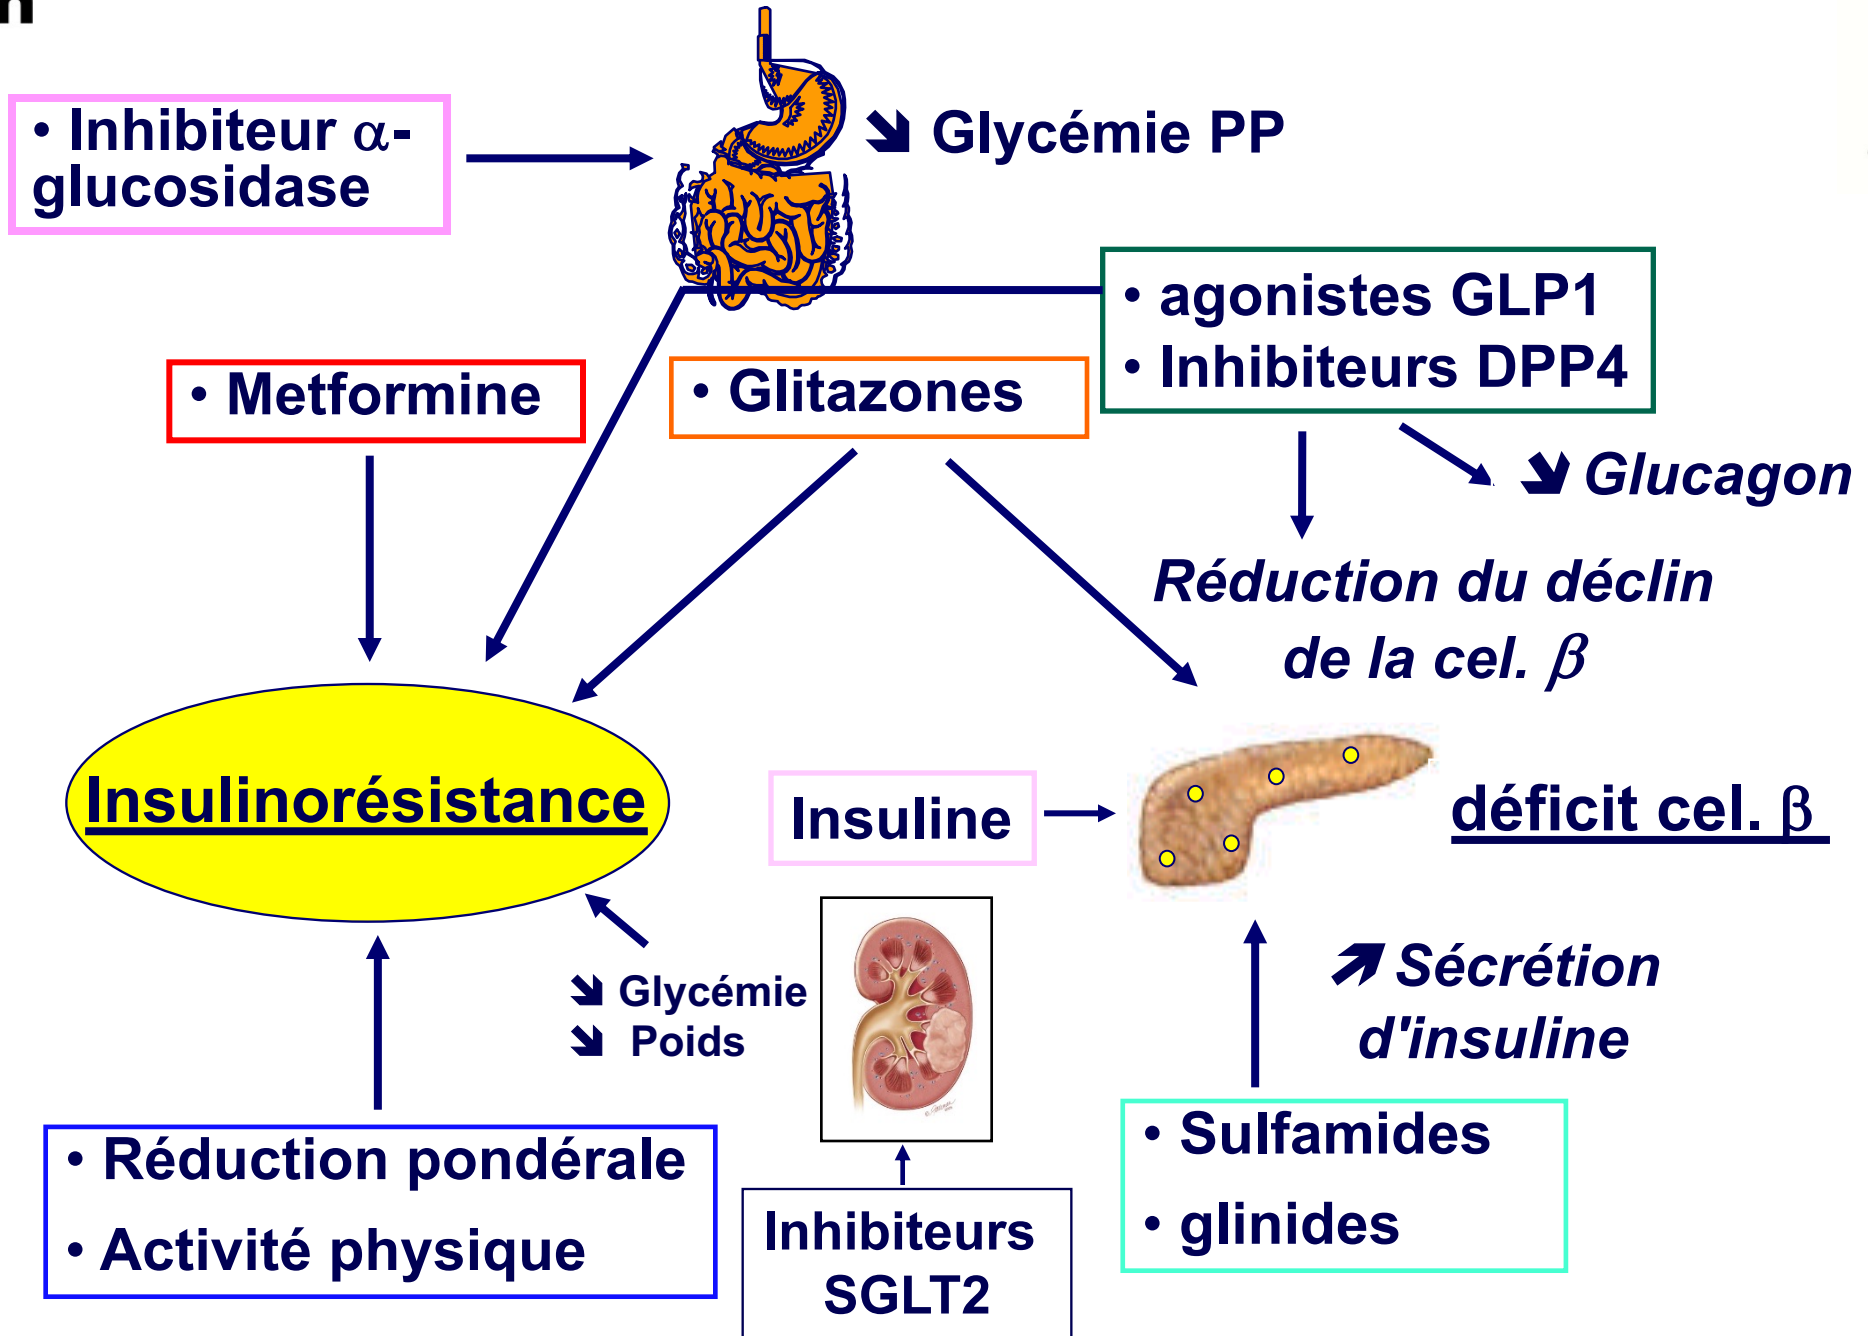 n
• Inhibiteur α-
glucosidase
➘ Glycémie PP
• agonistes GLP1
• Inhibiteurs DPP4
• Metformine
• Glitazones
➘ Glucagon
Réduction du déclin
de la cel. β
Insulinorésistance
Insuline
déficit cel. β
➘ Glycémie
➘ Poids
➚ Sécrétion
d'insuline
• Réduction pondérale
• Activité physique
Inhibiteurs
SGLT2
• Sulfamides
• glinides